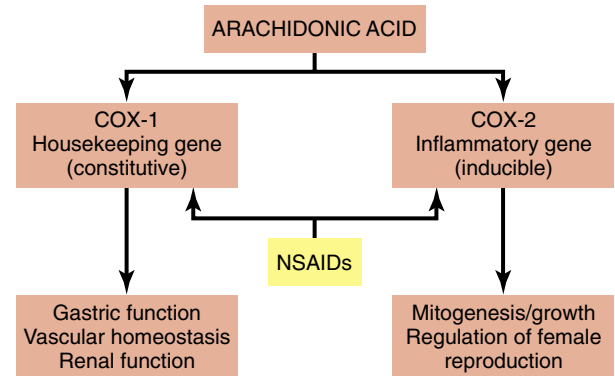 ARACHIDONIC ACID
COX-1
Housekeeping gene
(constitutive)
COX-2
Inflammatory gene
(inducible)
NSAIDs
Gastric function
Vascular homeostasis
Renal function
Mitogenesis/growth
Regulation of female
reproduction